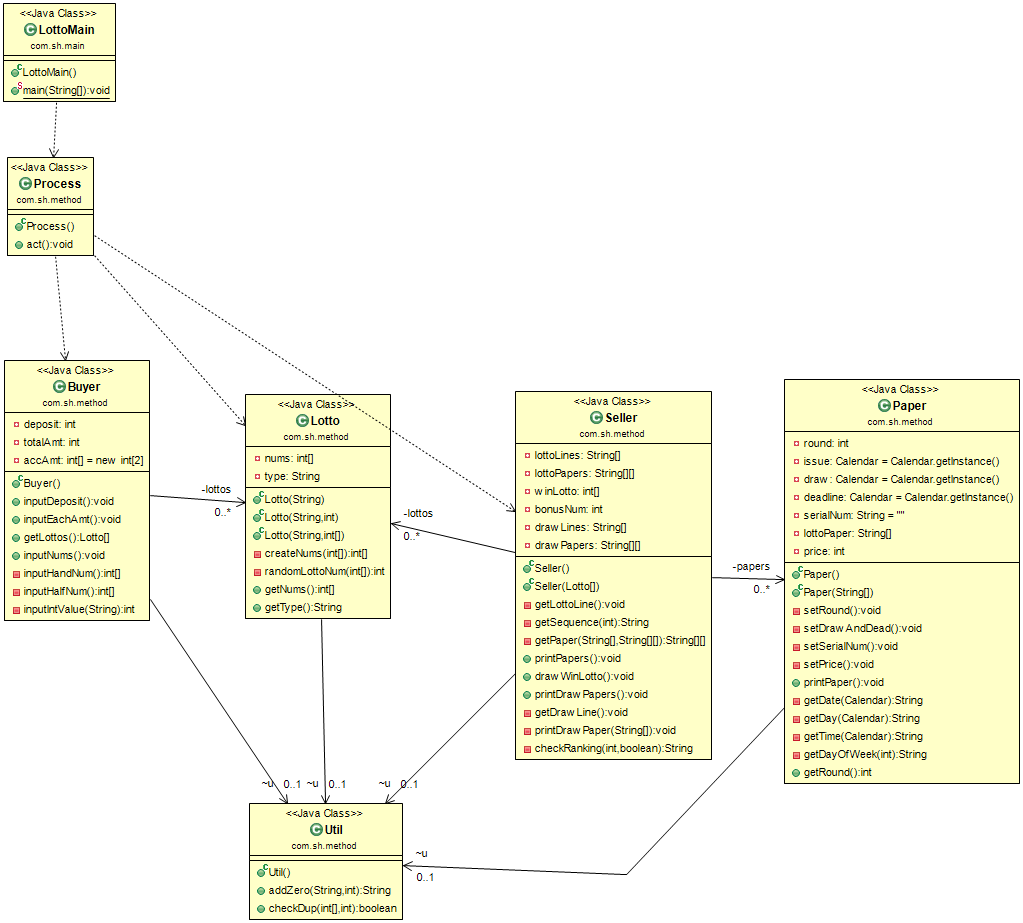 <<Java Class>>
LottoMain
com.sh.main
LottoMain()
main(String[]):void
<<Java Class>>
Process
com.sh.method
Process()
act():void
<<Java Class>>
Buyer
com.sh.method
deposit: int
totalAmt: int
accAmt: int[] = new int[2]
Buyer()
inputDeposit():void
inputEachAmt():void
getLottos():Lotto[]
inputNums():void
inputHandNum():int[]
inputHalfNum():int[]
inputIntValue(String):int
-lottos
0..*
<<Java Class>>
Lotto
com.sh.method
nums: int[]
type: String
Lotto(String)
Lotto(String,int)
Lotto(String,int[])
createNums(int[]):int[]
randomLottoNum(int[]):int
getNums():int[]
getType():String
-lottos
0..*
<<Java Class>>
Seller
com.sh.method
lottoLines: String[]
lottoPapers: String[][]
winLotto: int[]
bonusNum: int
drawLines: String[]
drawPapers: String[][]
Seller()
Seller(Lotto[])
getLottoLine():void
getSequence(int):String
getPaper(String[],String[][]):String[][]
printPapers():void
drawWinLotto():void
printDrawPapers():void
getDrawLine():void
printDrawPaper(String[]):void
checkRanking(int,boolean):String
-papers
0..*
<<Java Class>>
Paper
com.sh.method
round: int
issue: Calendar = Calendar.getInstance()
draw: Calendar = Calendar.getInstance()
deadline: Calendar = Calendar.getInstance()
serialNum: String = ""
lottoPaper: String[]
price: int
Paper()
Paper(String[])
setRound():void
setDrawAndDead():void
setSerialNum():void
setPrice():void
printPaper():void
getDate(Calendar):String
getDay(Calendar):String
getTime(Calendar):String
getDayOfWeek(int):String
getRound():int
~u 0..1
~u 0..1
~u 0..1
~u
0..1
<<Java Class>>
Util
com.sh.method
Util()
addZero(String,int):String
checkDup(int[],int):boolean